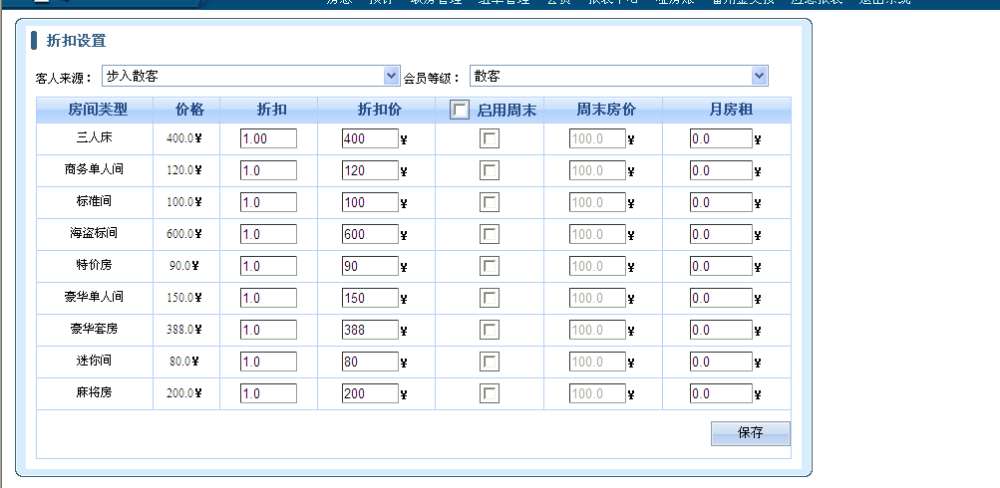 折扣设置
客人来源： 步入散客 会员等级： 散客
房间类型 价格 折扣 折扣价 启用周末 周末房价 月房租
三人床 400.0¥ 1.00 400 ¥ 100.0 ¥ 0.0 ¥
商务单人间 120.0¥ 1.0 120 ¥ 100.0 ¥ 0.0 ¥
标准间 100.0¥ 1.0 100 ¥ 100.0 ¥ 0.0 ¥
海盗标间 600.0¥ 1.0 600 ¥ 100.0 ¥ 0.0 ¥
特价房 90.0¥ 1.0 90 ¥ 100.0 ¥ 0.0 ¥
豪华单人间 150.0¥ 1.0 150 ¥ 100.0 ¥ 0.0 ¥
豪华套房 388.0¥ 1.0 388 ¥ 100.0 ¥ 0.0 ¥
迷你间 80.0¥ 1.0 80 ¥ 100.0 ¥ 0.0 ¥
麻将房 200.0¥ 1.0 200 ¥ 100.0 ¥ 0.0 ¥
保存